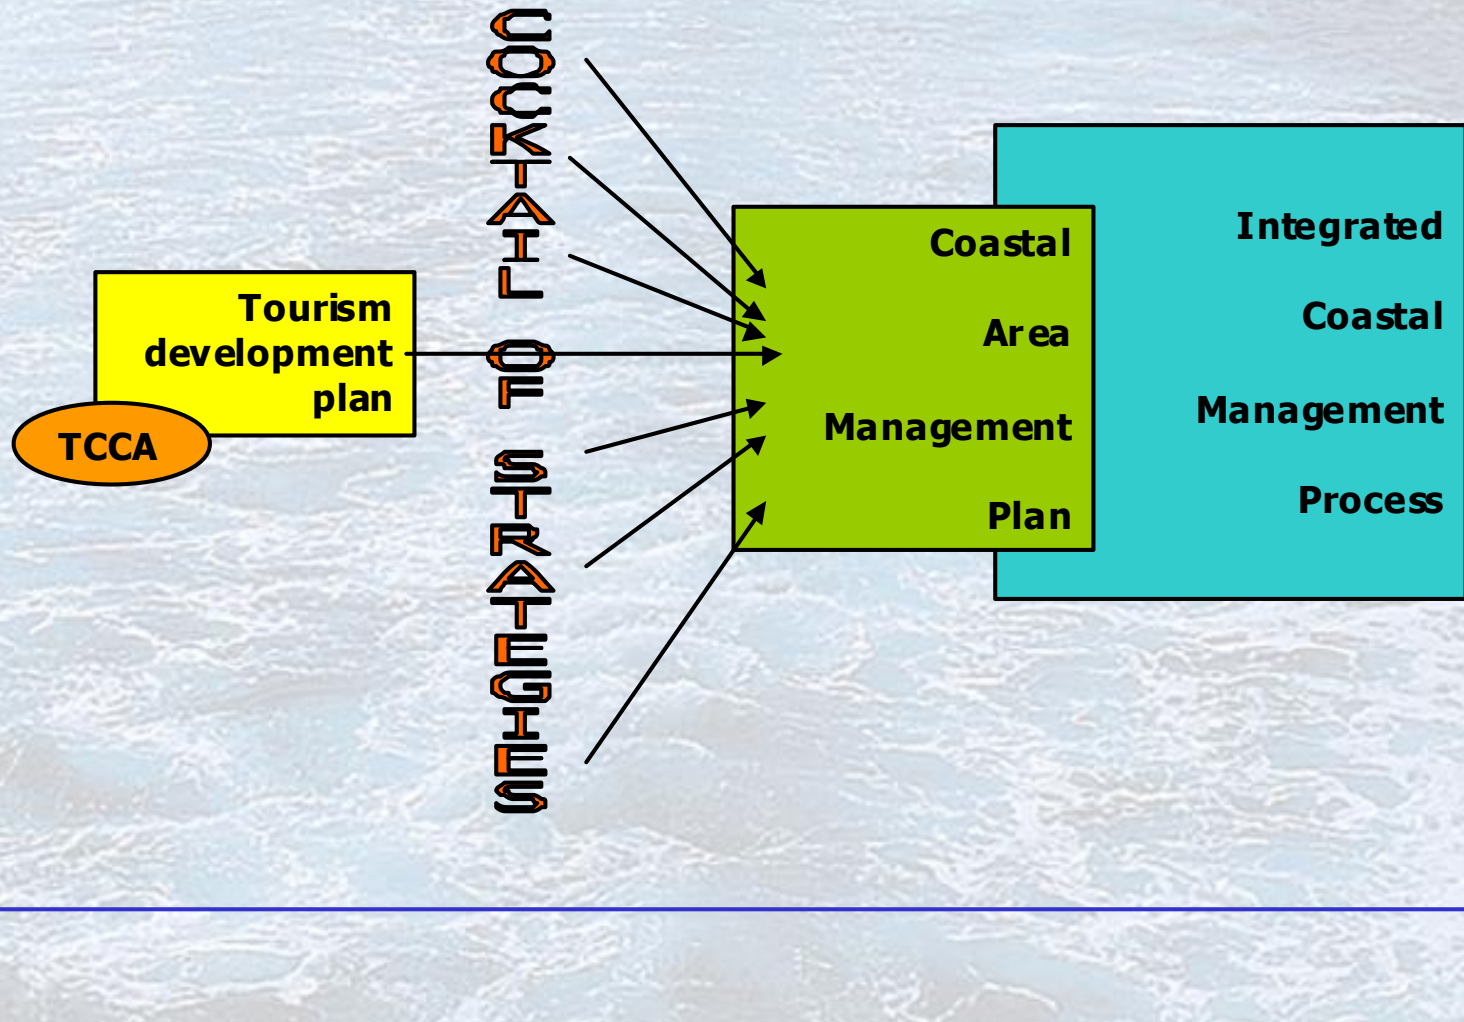 COCKTAIL OF STRATEGIES
Tourism
development
plan
TCCA
Coastal
Area
Management
Plan
Integrated
Coastal
Management
Process